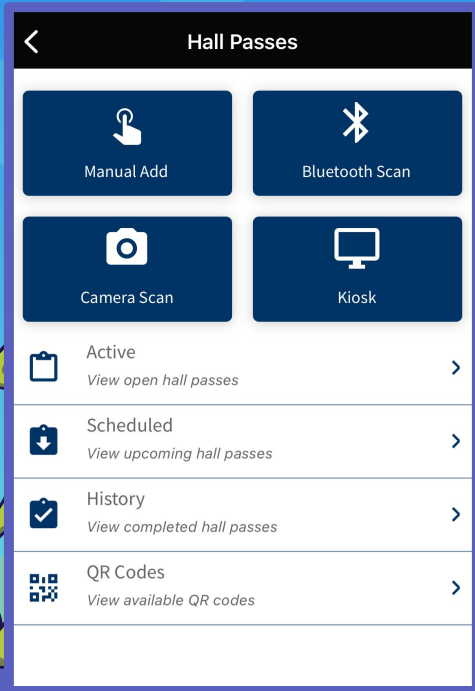 Hall Passes
Manual Add
Bluetooth Scan
Camera Scan
Kiosk
Active
View open hall passes
Scheduled
View upcoming hall passes
History
View completed hall passes
QR Codes
View available QR codes